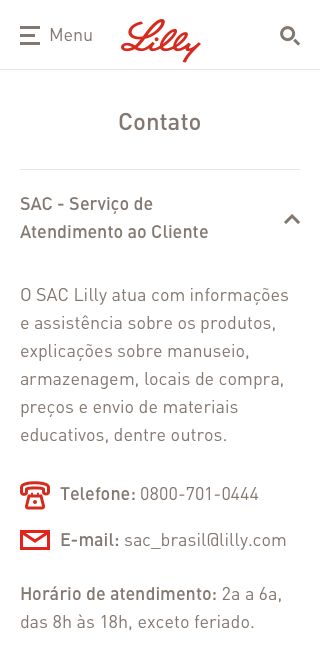 Menu
Lilly
Contato
SAC - Serviço de
Atendimento ao Cliente
O SAC Lilly atua com informações
e assistência sobre os produtos,
explicações sobre manuseio,
armazenagem, locais de compra,
preços e envio de materiais
educativos, dentre outros.
Telefone: 0800-701-0444
E-mail: sac_brasil@lilly.com
Horário de atendimento: 2a a 6a,
das 8h às 18h, exceto feriado.